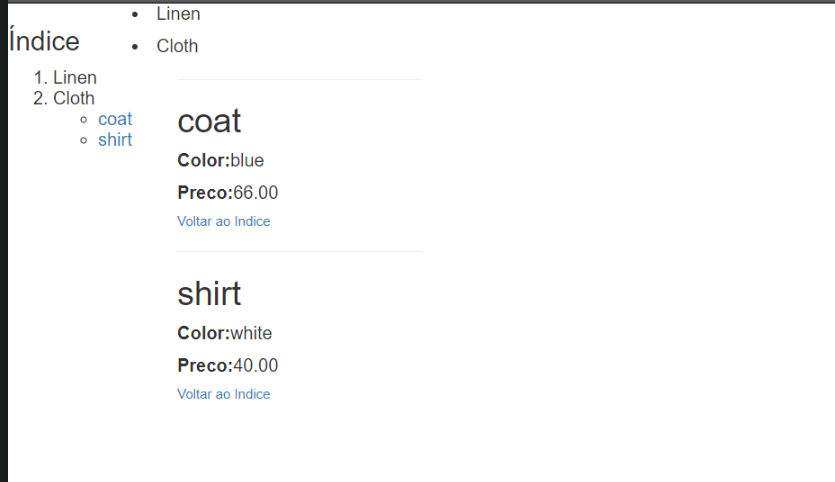 Índice
1. Linen
2. Cloth
coat
shirt
Linen
Cloth
coat
Color:blue
Preco:66.00
Voltar ao Indice
shirt
Color:white
Preco:40.00
Voltar ao Indice